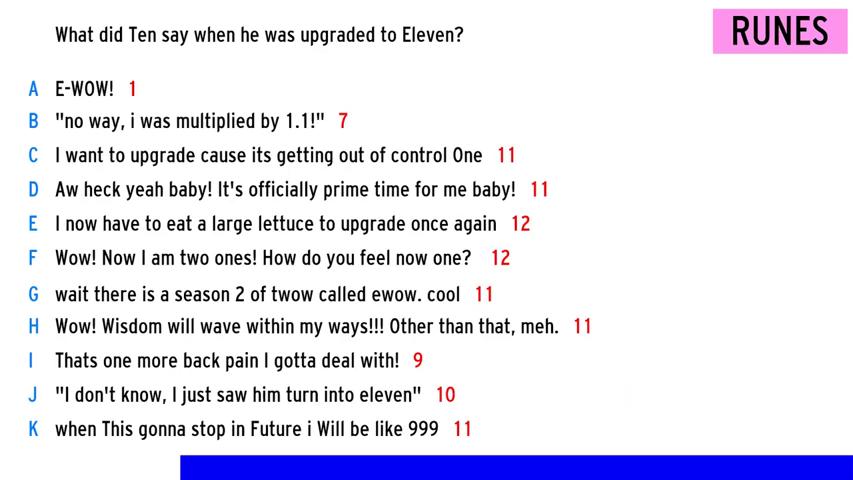 What did Ten say when he was upgraded to Eleven?
RUNES
A E-WOW! 1
B "no way, i was multiplied by 1.1!" 7
C I want to upgrade cause its getting out of control One 11
D Aw heck yeah baby! It's officially prime time for me baby! 11
E I now have to eat a large lettuce to upgrade once again 12
F Wow! Now I am two ones! How do you feel now one? 12
G wait there is a season 2 of twow called ewow. cool 11
H Wow! Wisdom will wave within my ways!!! Other than that, meh. 11
I Thats one more back pain I gotta deal with! 9
J "I don't know, I just saw him turn into eleven" 10
K when This gonna stop in Future i Will be like 999 11